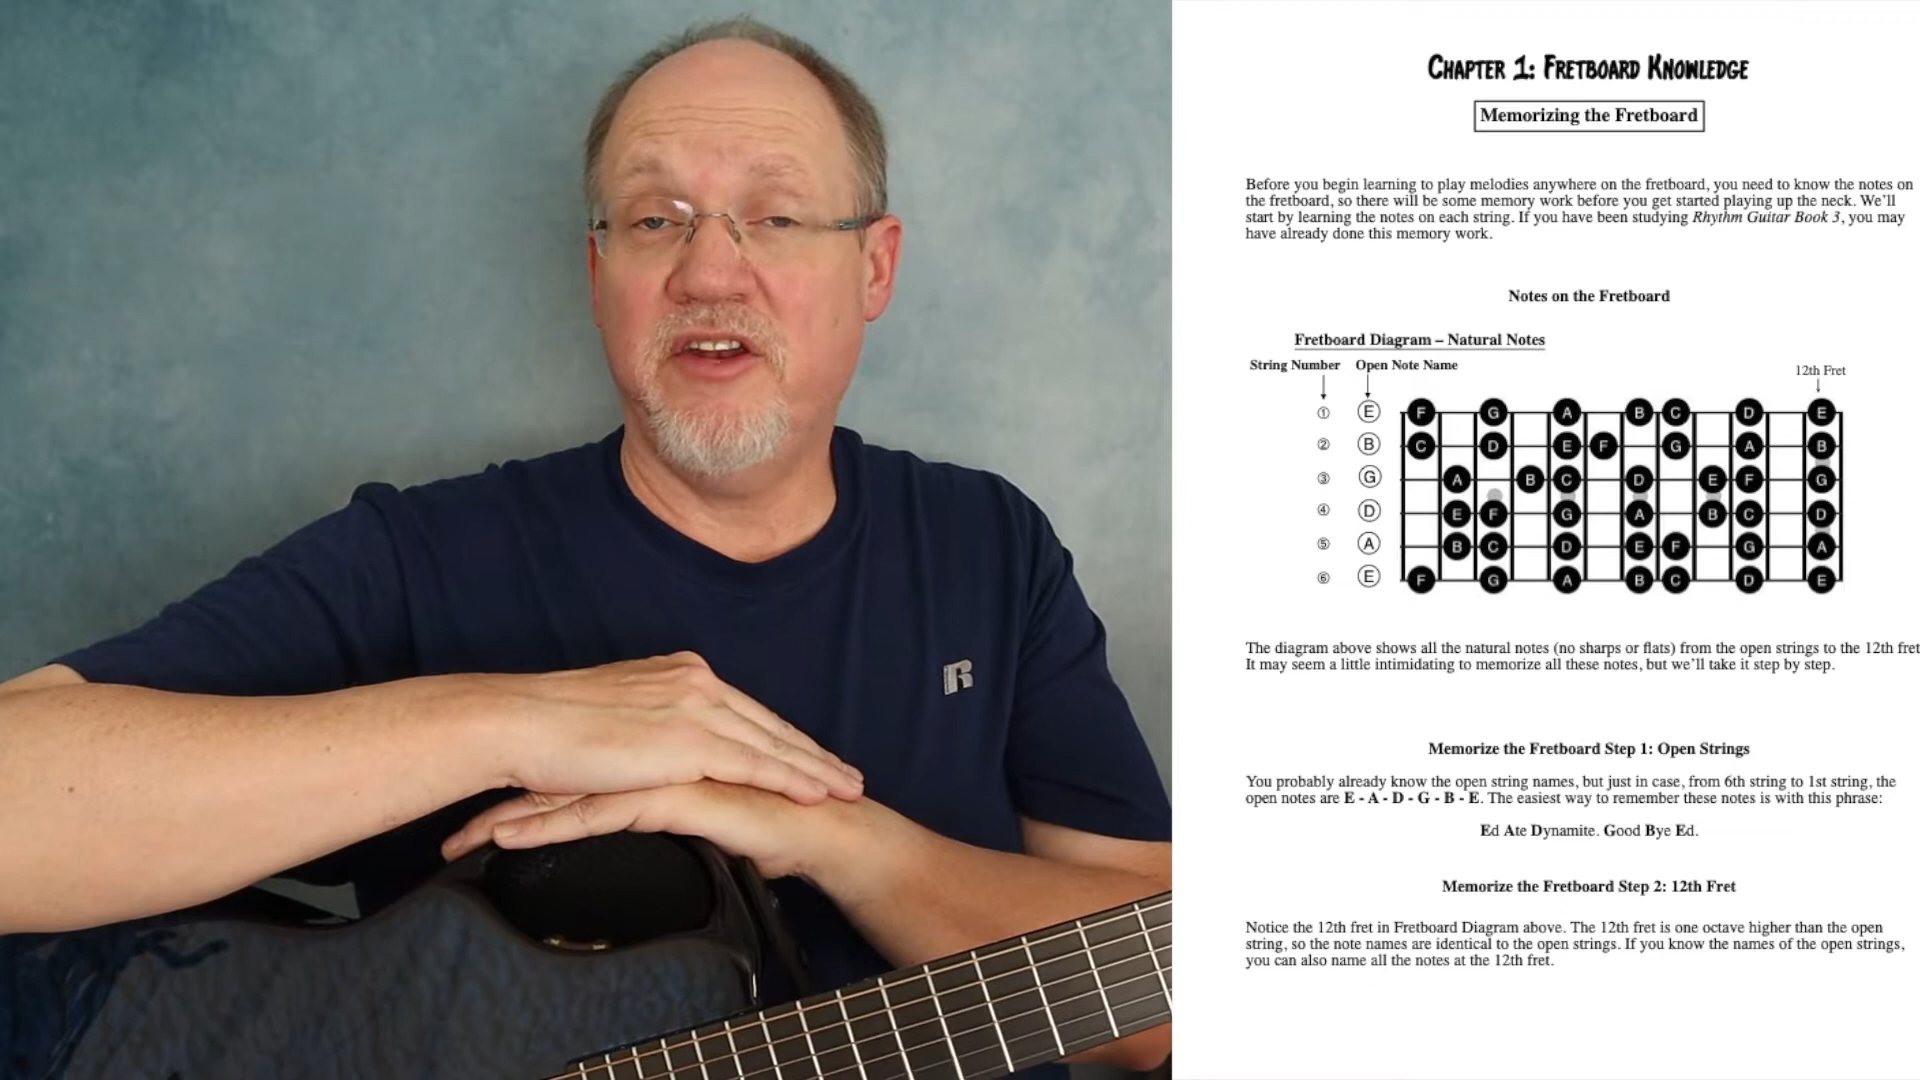 R
Chapter 1: Fretboard Knowledge
Memorizing the Fretboard
Before you begin learning to play melodies anywhere on the fretboard, you need to know the notes on
the fretboard, so there will be some memory work before you get started playing up the neck. We'll
start by learning the notes on each string. If you have been studying Rhythm Guitar Book 3, you may
have already done this memory work.
Notes on the Fretboard
Fretboard Diagram – Natural Notes
String Number Open Note Name
12th Fret
① E F G A B C D E
② B C D E F G A B
③ G A B C D E F G
④ D E F G A B C D
⑤ A B C D E F G A
⑥ E F G A B C D E
The diagram above shows all the natural notes (no sharps or flats) from the open strings to the 12th fret
It may seem a little intimidating to memorize all these notes, but we'll take it step by step.
Memorize the Fretboard Step 1: Open Strings
You probably already know the open string names, but just in case, from 6th string to 1st string, the
open notes are E - A - D - G - B - E. The easiest way to remember these notes is with this phrase:
Ed Ate Dynamite. Good Bye Ed.
Memorize the Fretboard Step 2: 12th Fret
Notice the 12th fret in Fretboard Diagram above. The 12th fret is one octave higher than the open
string, so the note names are identical to the open strings. If you know the names of the open strings,
you can also name all the notes at the 12th fret.